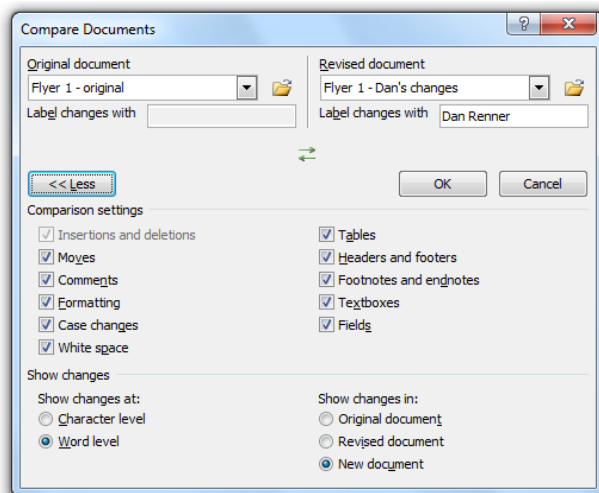 Compare Documents
Original document
Flyer 1 - original
Label changes with
Revised document
Flyer 1 - Dan's changes
Label changes with Dan Renner
<< Less
OK
Cancel
Comparison settings
Insertions and deletions
Moves
Comments
Formatting
Case changes
White space
Tables
Headers and footers
Footnotes and endnotes
Textboxes
Fields
Show changes
Show changes at:
Character level
Word level
Show changes in:
Original document
Revised document
New document